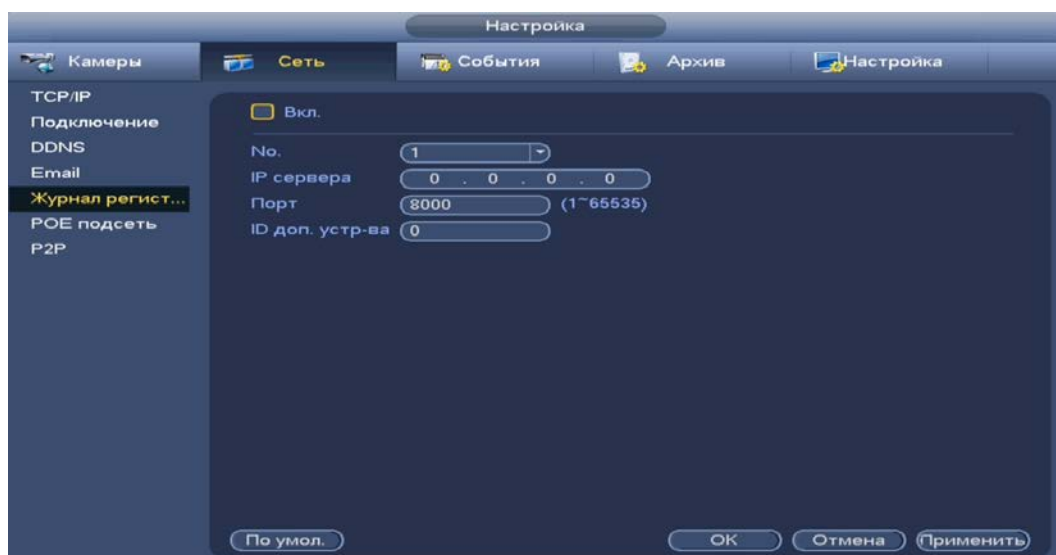 Настройка
Камеры Сеть События Архив Настройка
TCP/IP
Подключение
DDNS
Email
Журнал регист...
POE подсеть
P2P
Вкл.
No. 1
IP сервера 0 . 0 . 0 . 0
Порт 8000 (1~65535)
ID доп. устр-ва 0
По умол. OK Отмена Применить